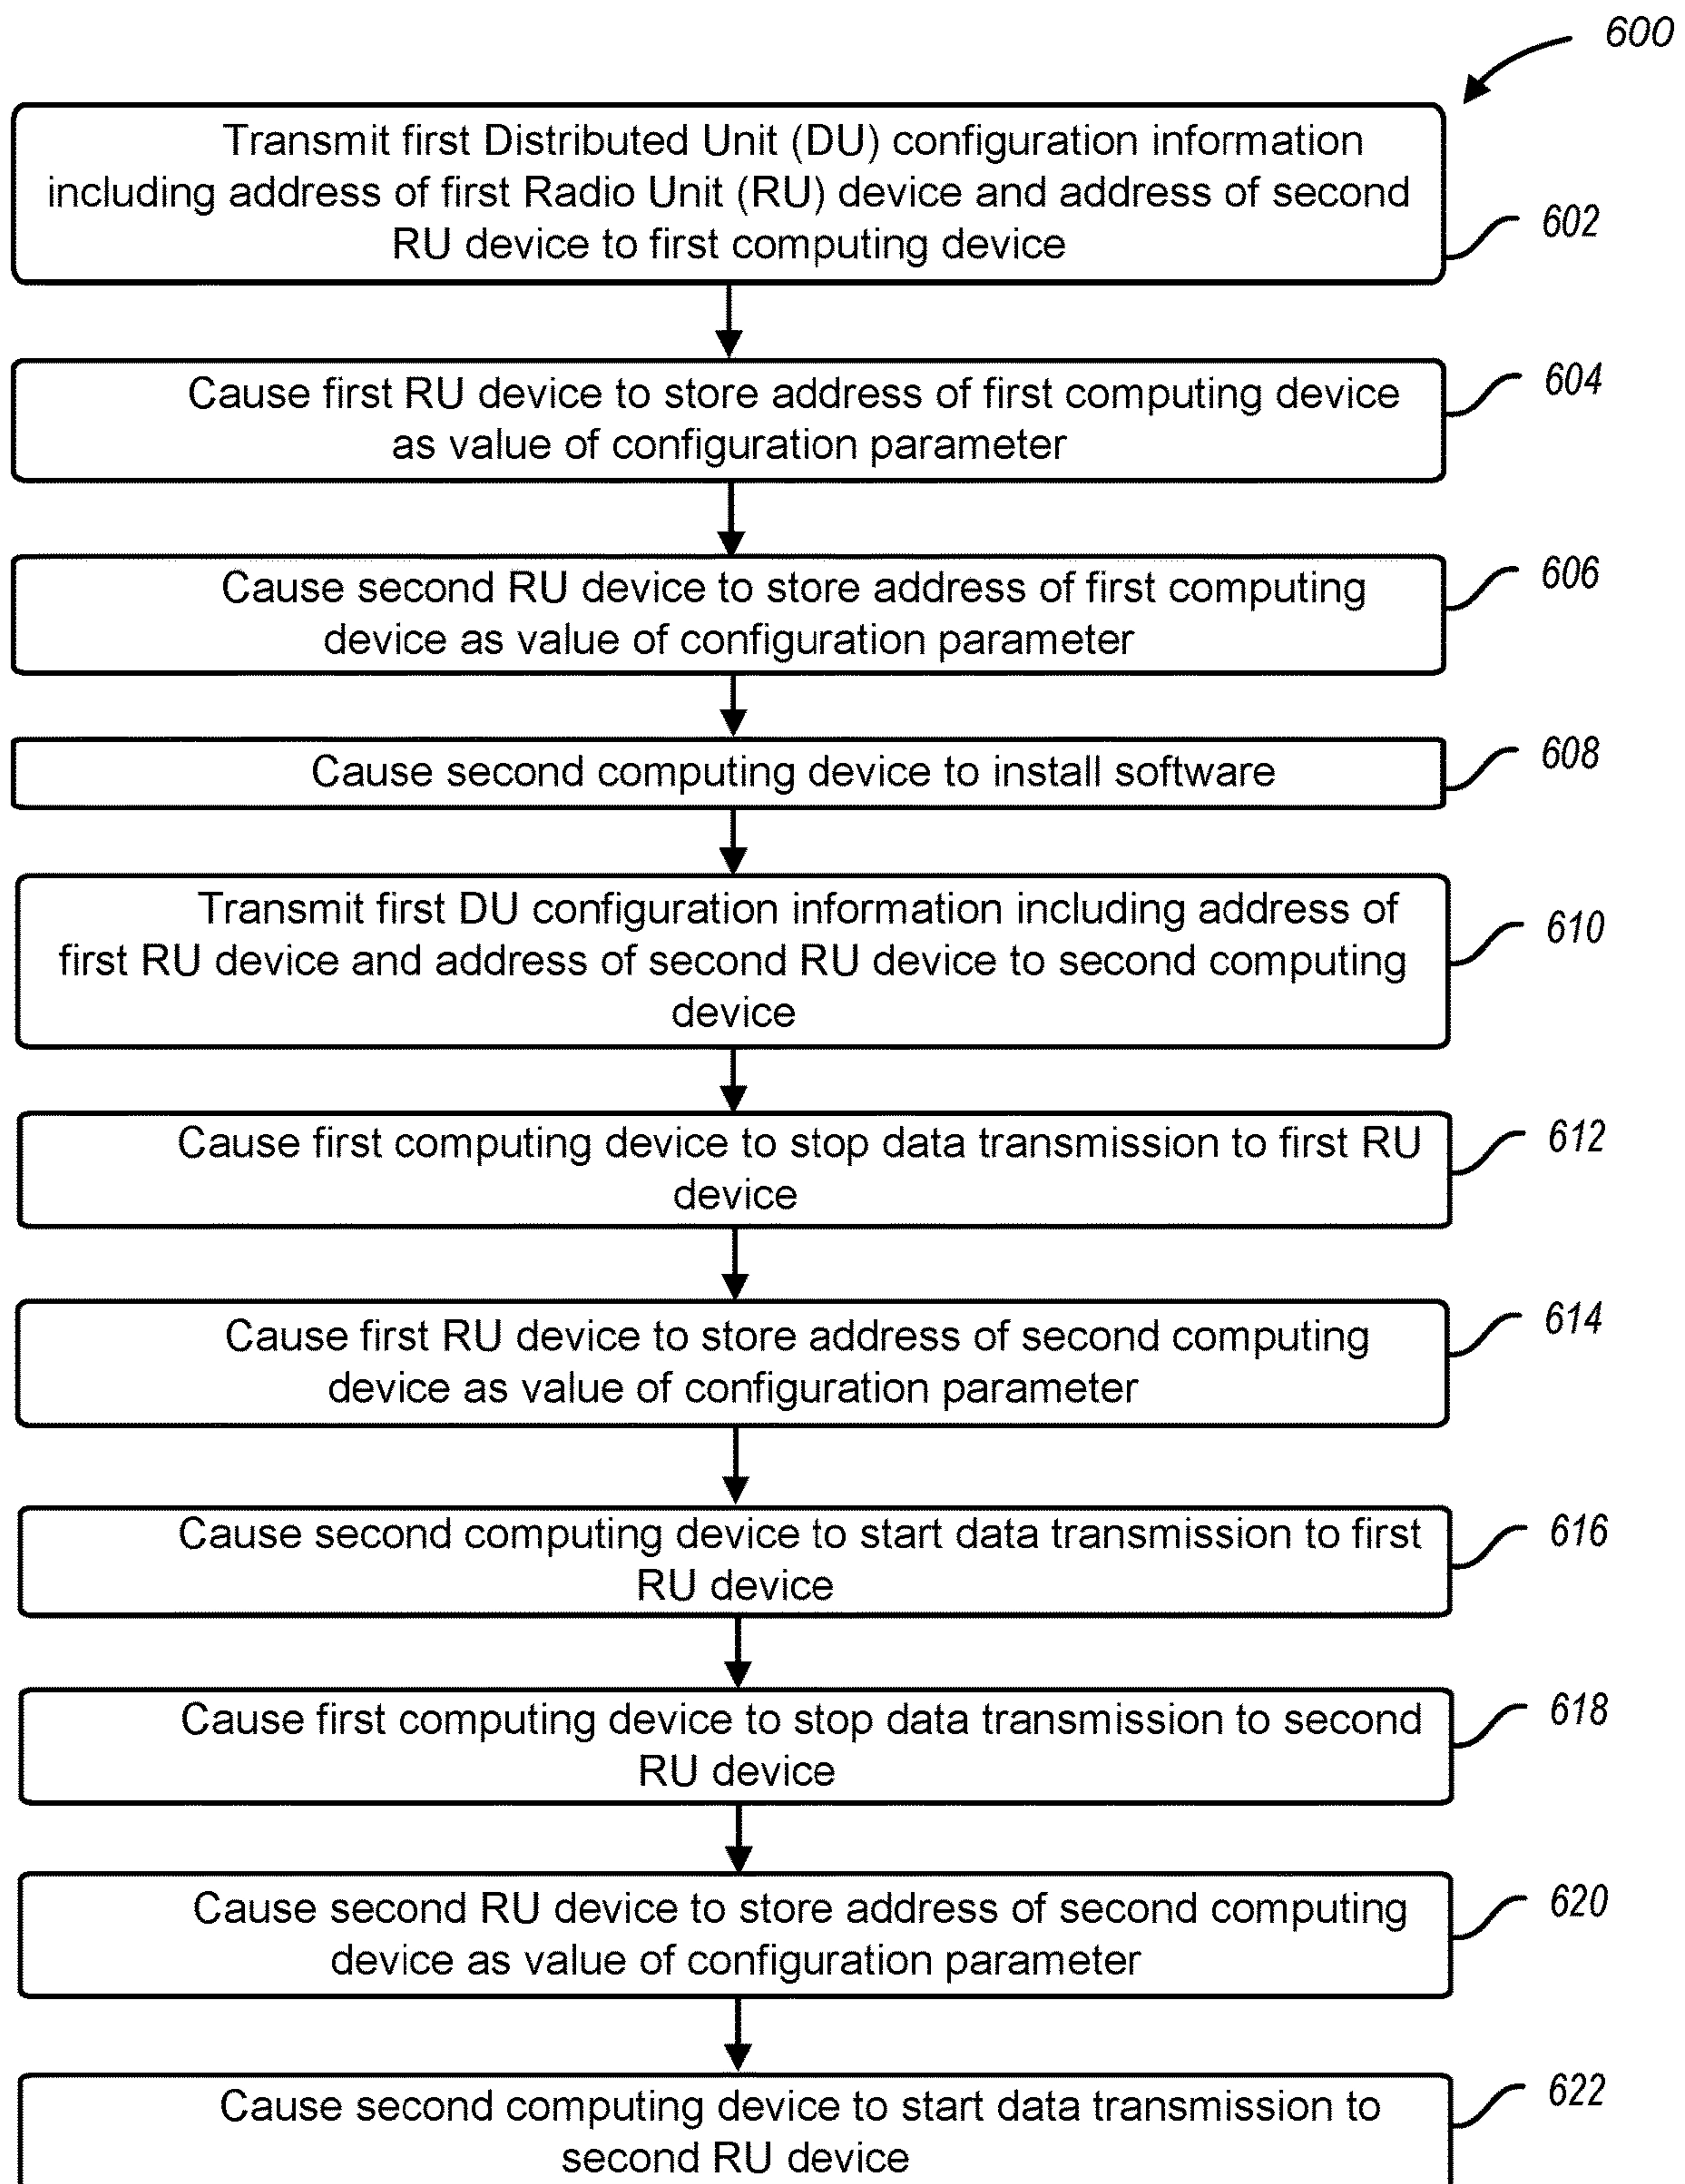 600
Transmit first Distributed Unit (DU) configuration information
including address of first Radio Unit (RU) device and address of second
RU device to first computing device
602
Cause first RU device to store address of first computing device
as value of configuration parameter
604
Cause second RU device to store address of first computing
device as value of configuration parameter
606
Cause second computing device to install software
608
Transmit first DU configuration information including address of
first RU device and address of second RU device to second computing
device
610
Cause first computing device to stop data transmission to first RU
device
612
Cause first RU device to store address of second computing
device as value of configuration parameter
614
Cause second computing device to start data transmission to first
RU device
616
Cause first computing device to stop data transmission to second
RU device
618
Cause second RU device to store address of second computing
device as value of configuration parameter
620
Cause second computing device to start data transmission to
second RU device
622